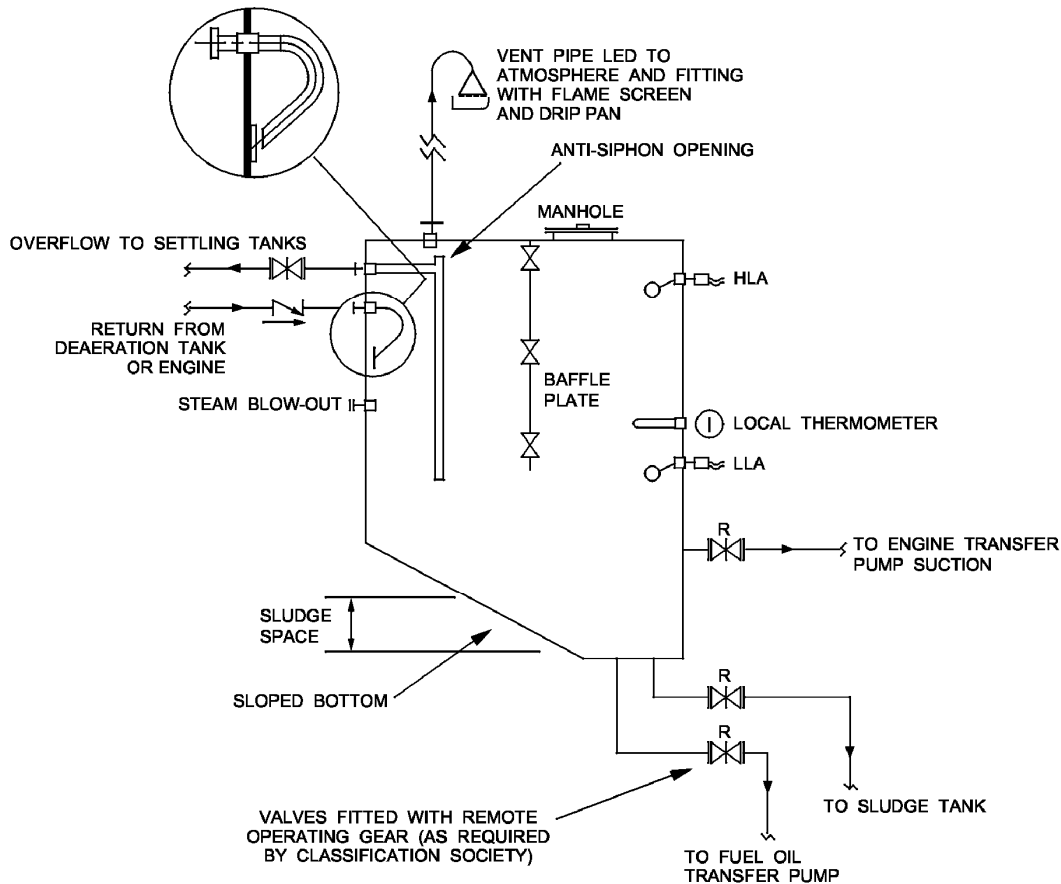 VENT PIPE LED TO
ATMOSPHERE AND FITTING
WITH FLAME SCREEN
AND DRIP PAN
ANTI-SIPHON OPENING
MANHOLE
OVERFLOW TO SETTLING TANKS
HLA
RETURN FROM
DEAERATION TANK
OR ENGINE
BAFFLE
PLATE
STEAM BLOW-OUT
I
LOCAL THERMOMETER
LLA
R
TO ENGINE TRANSFER
PUMP SUCTION
SLUDGE
SPACE
SLOPED BOTTOM
R
R
TO SLUDGE TANK
VALVES FITTED WITH REMOTE
OPERATING GEAR (AS REQUIRED
BY CLASSIFICATION SOCIETY)
TO FUEL OIL
TRANSFER PUMP